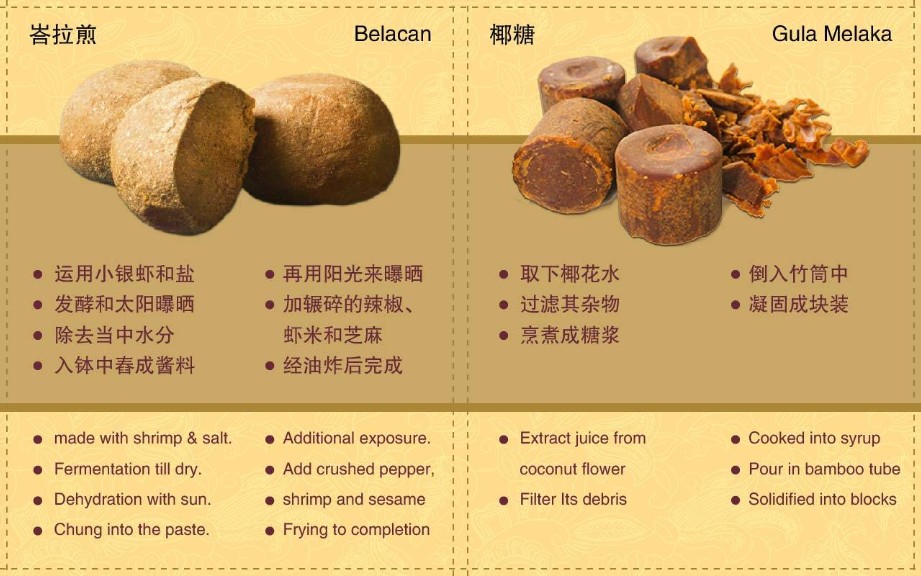 峇拉煎
Belacan
运用小银虾和盐
发酵和太阳曝晒
除去当中水分
入钵中舂成酱料
再用阳光来曝晒
加辗碎的辣椒、
虾米和芝麻
经油炸后完成
made with shrimp & salt.
Fermentation till dry.
Dehydration with sun.
Chung into the paste.
Additional exposure.
Add crushed pepper,
shrimp and sesame
Frying to completion
椰糖
Gula Melaka
取下椰花水
过滤其杂物
烹煮成糖浆
倒入竹筒中
凝固成块装
Extract juice from
coconut flower
Filter Its debris
Cooked into syrup
Pour in bamboo tube
Solidified into blocks